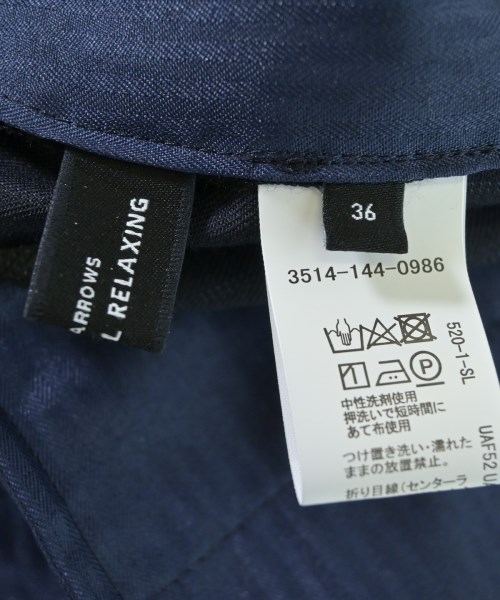 ARROWS
L RELAXING
36
3514-144-0986
520-1-SL
中性洗剤使用
押洗いで短時間に
あて布使用
つけ置き洗い・濡れた
ままの放置禁止。
折り目線(センターラ
UAF52
P